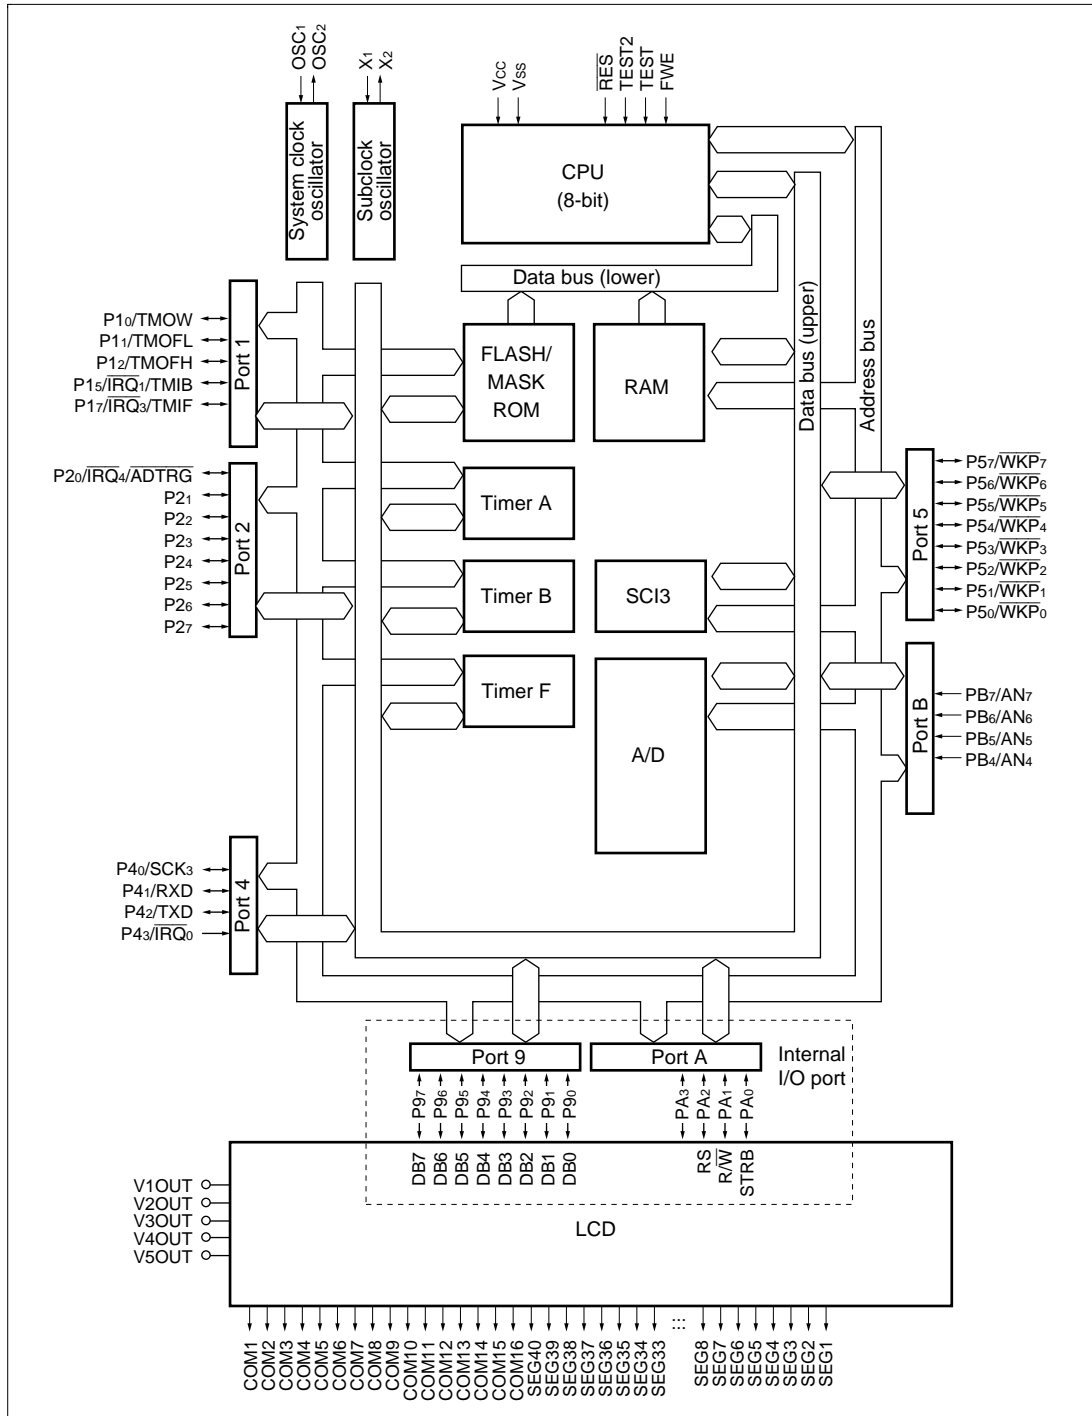 OSC1
OSC2
X1
X2
VCC
VSS
RES
TEST2
TEST
FWE
System clock
oscillator
Subclock
oscillator
CPU
(8-bit)
Data bus (lower)
Data bus (upper)
Address bus
P10/TMOW
P11/TMOFL
P12/TMOFH
P15/IRQ1/TMIB
P17/IRQ3/TMIF
Port 1
FLASH/
MASK
ROM
RAM
P20/IRQ4/ADTRG
P21
P22
P23
P24
P25
P26
P27
Port 2
Timer A
Timer B
SCI3
Timer F
A/D
Port 5
P57/WKP7
P56/WKP6
P55/WKP5
P54/WKP4
P53/WKP3
P52/WKP2
P51/WKP1
P50/WKP0
Port B
PB7/AN7
PB6/AN6
PB5/AN5
PB4/AN4
P40/SCK3
P41/RXD
P42/TXD
P43/IRQ0
Port 4
Port 9
Port A
Internal
I/O port
P97
P96
P95
P94
P93
P92
P91
P90
PA3
PA2
PA1
PA0
DB7
DB6
DB5
DB4
DB3
DB2
DB1
DB0
RS
R/W
STRB
V1OUT
V2OUT
V3OUT
V4OUT
V5OUT
LCD
COM1
COM2
COM3
COM4
COM5
COM6
COM7
COM8
COM9
COM10
COM11
COM12
COM13
COM14
COM15
COM16
SEG40
SEG39
SEG38
SEG37
SEG36
SEG35
SEG34
SEG33
:::
SEG8
SEG7
SEG6
SEG5
SEG4
SEG3
SEG2
SEG1